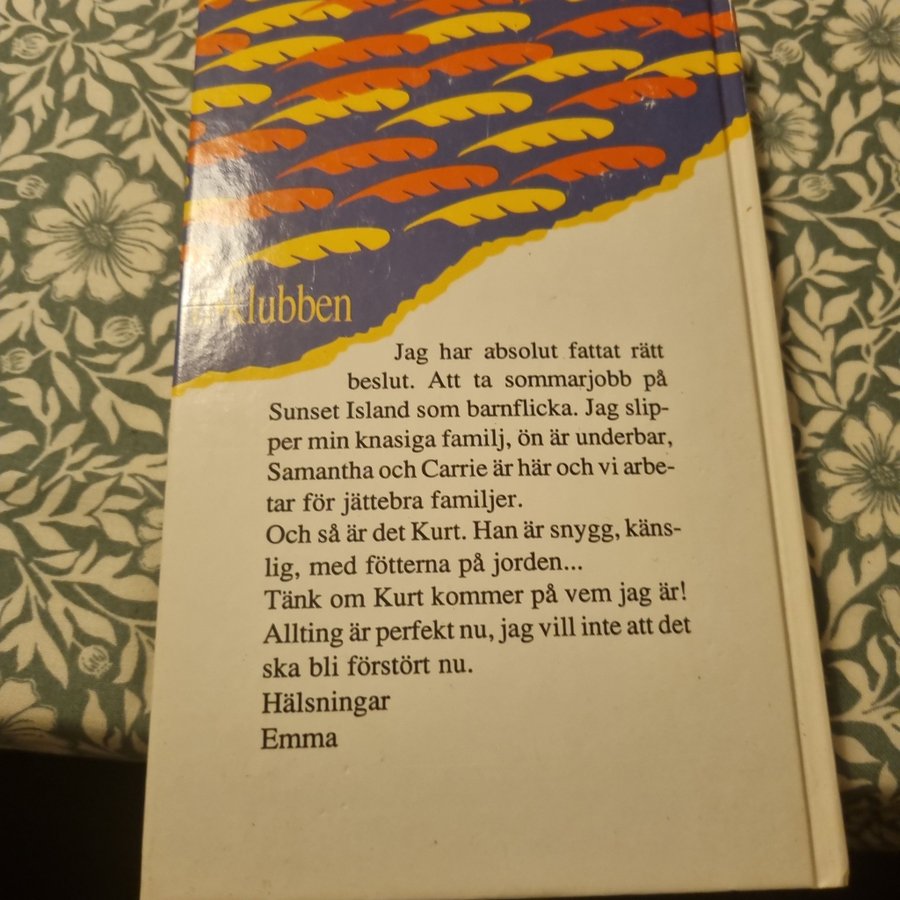 klubben
Jag har absolut fattat rätt
beslut. Att ta sommarjobb på
Sunset Island som barnflicka. Jag slip-
per min knasiga familj, ön är underbar,
Samantha och Carrie är här och vi arbe-
tar för jättebra familjer.
Och så är det Kurt. Han är snygg, käns-
lig, med fötterna på jorden...
Tänk om Kurt kommer på vem jag är!
Allting är perfekt nu, jag vill inte att det
ska bli förstört nu.
Hälsningar
Emma